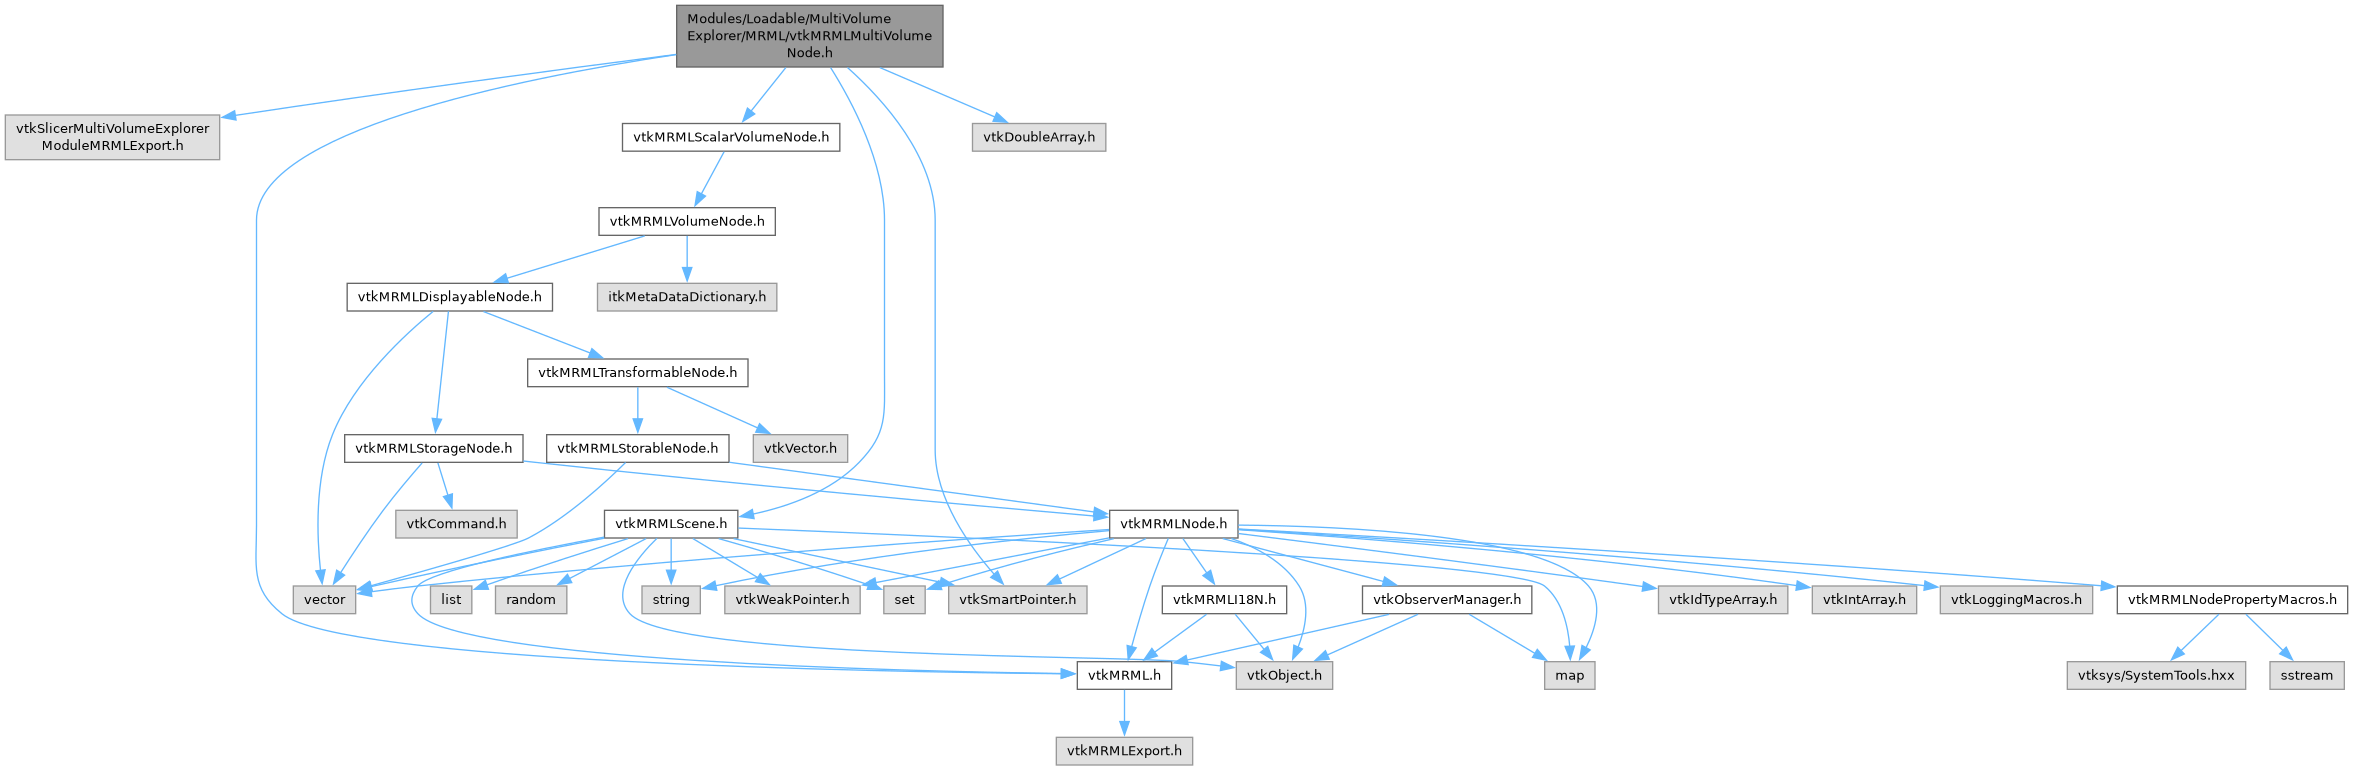 Modules/Loadable/MultiVolume
Explorer/MRML/vtkMRMLMultiVolume
Node.h
vtkSlicerMultiVolumeExplorer
ModuleMRMLExport.h
vtkMRMLScalarVolumeNode.h
vtkDoubleArray.h
vtkMRMLVolumeNode.h
vtkMRMLDisplayableNode.h
itkMetaDataDictionary.h
vtkMRMLTransformableNode.h
vtkMRMLStorageNode.h
vtkMRMLStorableNode.h
vtkVector.h
vtkCommand.h
vtkMRMLScene.h
vtkMRMLNode.h
vector
list
random
string
vtkWeakPointer.h
set
vtkSmartPointer.h
vtkMRMLI18N.h
vtkObserverManager.h
vtkIdTypeArray.h
vtkIntArray.h
vtkLoggingMacros.h
vtkMRMLNodePropertyMacros.h
vtkMRML.h
vtkObject.h
map
vtksys/SystemTools.hxx
sstream
vtkMRMLExport.h